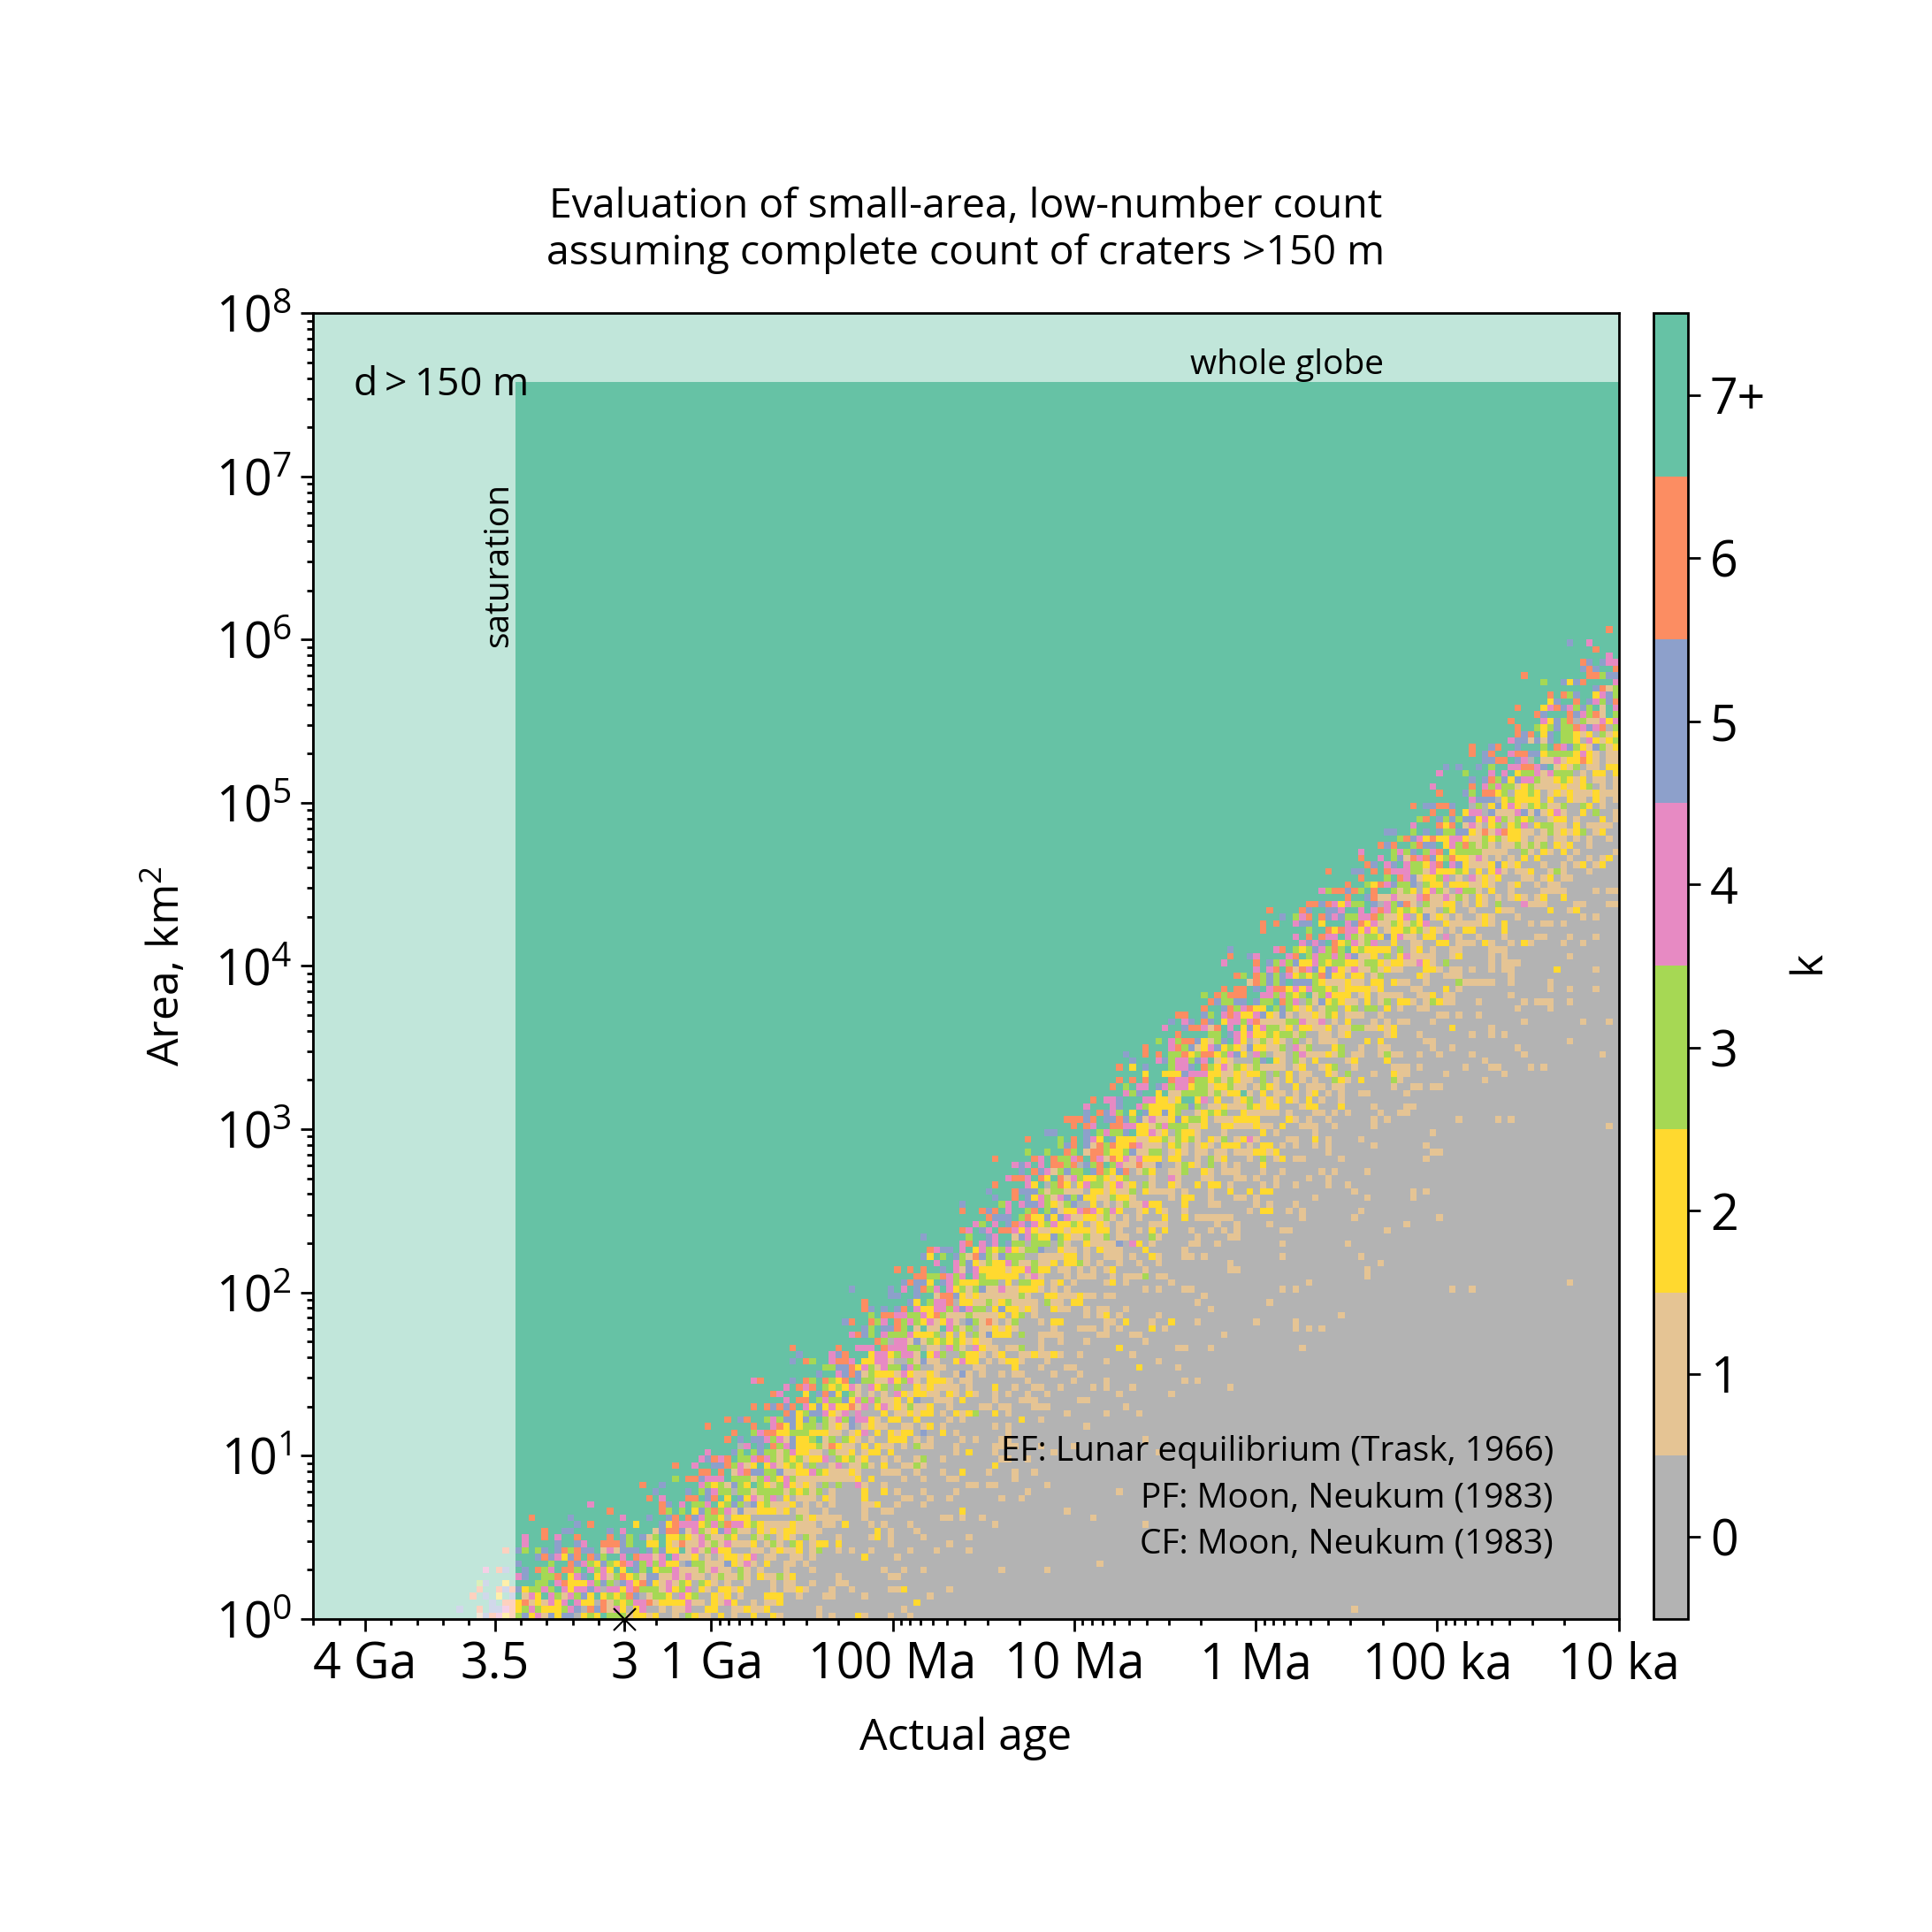 Evaluation of small-area, low-number count
assuming complete count of craters >150 m
10⁸
10⁷
10⁶
10⁵
10⁴
10³
10²
10¹
10⁰
Area, km²
d > 150 m
whole globe
saturation
EF: Lunar equilibrium (Trask, 1966)
PF: Moon, Neukum (1983)
CF: Moon, Neukum (1983)
4 Ga 3.5 3 1 Ga 100 Ma 10 Ma 1 Ma 100 ka 10 ka
Actual age
7+
6
5
4
3
2
1
0
k